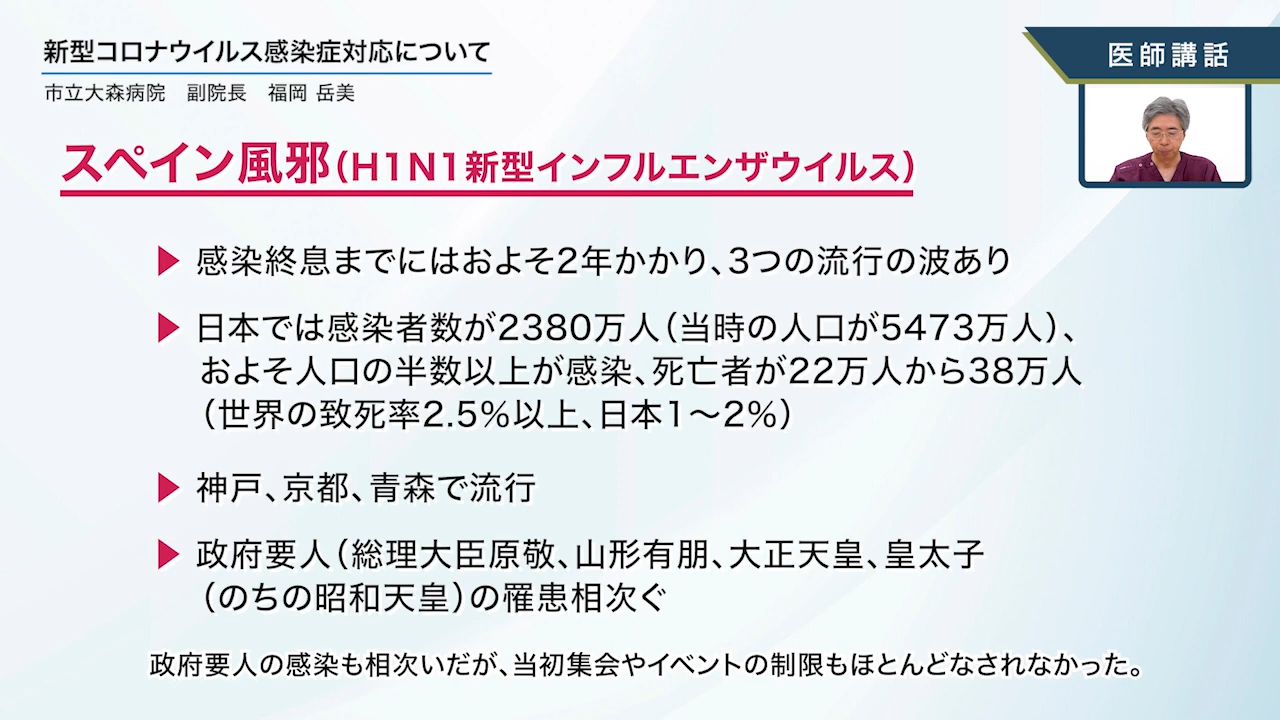 新型コロナウイルス感染症対応について
市立大森病院　副院長　福岡 岳美
医師講話
スペイン風邪（H1N1新型インフルエンザウイルス）
▶ 感染終息までにはおよそ2年かかり、3つの流行の波あり
▶ 日本では感染者数が2380万人（当時の人口が5473万人）、
およそ人口の半数以上が感染、死亡者が22万人から38万人
（世界の致死率2.5%以上、日本1～2%）
▶ 神戸、京都、青森で流行
▶ 政府要人（総理大臣原敬、山形有朋、大正天皇、皇太子
（のちの昭和天皇）の罹患相次ぐ
政府要人の感染も相次いだが、当初集会やイベントの制限もほとんどなされなかった。